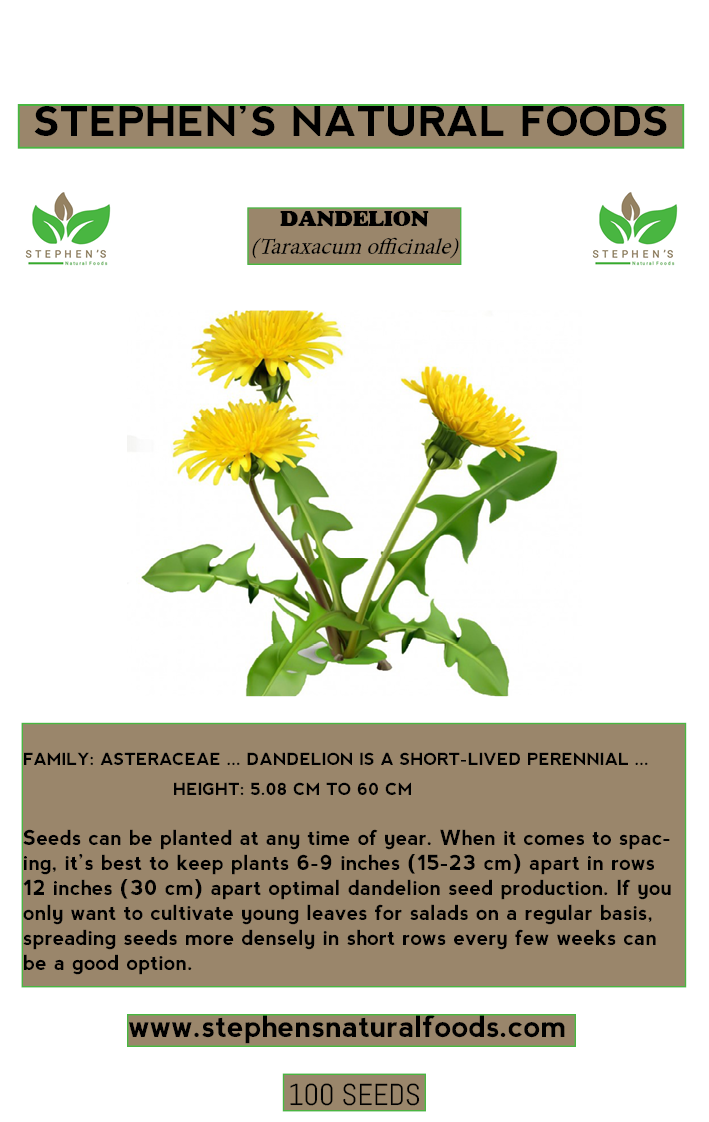 STEPHEN'S NATURAL FOODS
STEPHEN'S
Natural Foods
DANDELION
(Taraxacum officinale)
STEPHEN'S
Natural Foods
FAMILY: ASTERACEAE ... DANDELION IS A SHORT-LIVED PERENNIAL ...
HEIGHT: 5.08 CM TO 60 CM
Seeds can be planted at any time of year. When it comes to spac-
ing, it's best to keep plants 6-9 inches (15-23 cm) apart in rows
12 inches (30 cm) apart optimal dandelion seed production. If you
only want to cultivate young leaves for salads on a regular basis,
spreading seeds more densely in short rows every few weeks can
be a good option.
www.stephensnaturalfoods.com
100 SEEDS